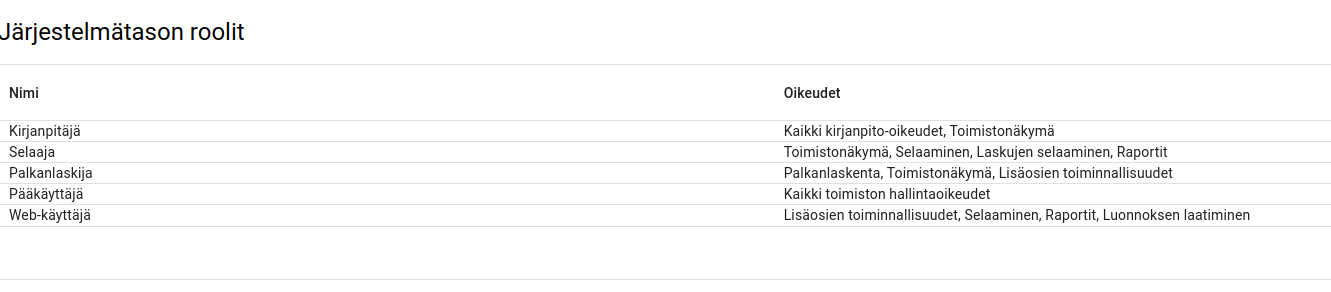 Järjestelmätason roolit
Nimi Oikeudet
Kirjanpitäjä Kaikki kirjanpito-oikeudet, Toimistonäkymä
Selaaja Toimistonäkymä, Selaaminen, Laskujen selaaminen, Raportit
Palkanlaskija Palkanlaskenta, Toimistonäkymä, Lisäosien toiminnallisuudet
Pääkäyttäjä Kaikki toimiston hallintaoikeudet
Web-käyttäjä Lisäosien toiminnallisuudet, Selaaminen, Raportit, Luonnoksen laatiminen